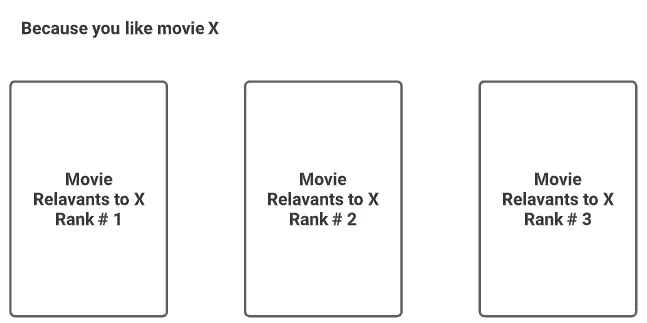 Because you like movie X
Movie
Relavants to X
Rank # 1
Movie
Relavants to X
Rank # 2
Movie
Relavants to X
Rank # 3